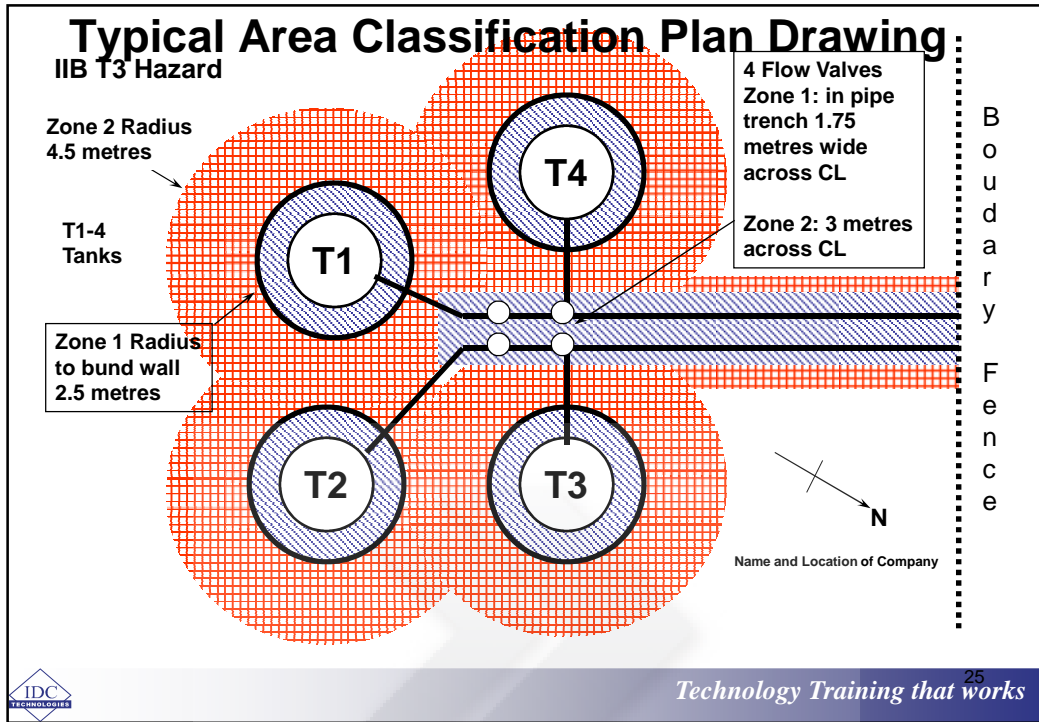 Typical Area Classification Plan Drawing
IIB T3 Hazard
Zone 2 Radius
4.5 metres
T1-4
Tanks
Zone 1 Radius
to bund wall
2.5 metres
T1
T4
T2
T3
4 Flow Valves
Zone 1: in pipe
trench 1.75
metres wide
across CL
Zone 2: 3 metres
across CL
B
o
u
d
a
r
y
F
e
n
c
e
N
Name and Location of Company
25
IDC
TECHNOLOGIES
Technology Training that works